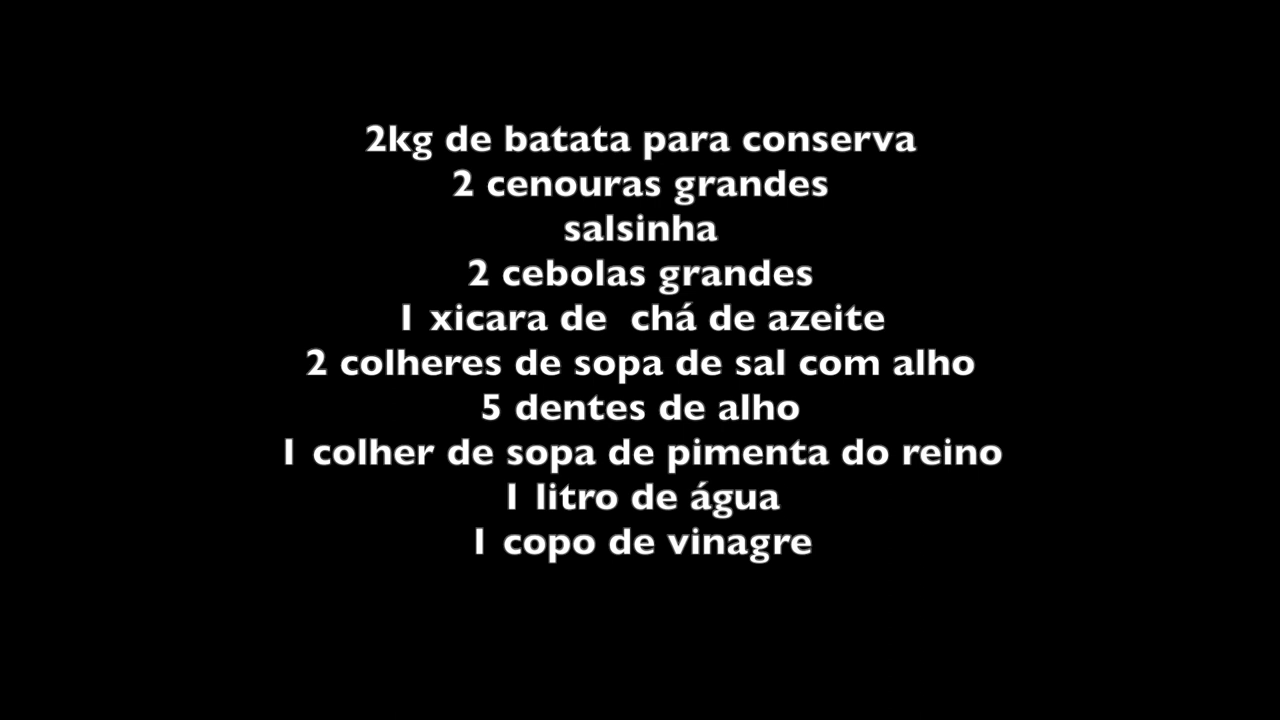 2kg de batata para conserva
2 cenouras grandes
salsinha
2 cebolas grandes
1 xicara de  chá de azeite
2 colheres de sopa de sal com alho
5 dentes de alho
1 colher de sopa de pimenta do reino
1 litro de água
1 copo de vinagre